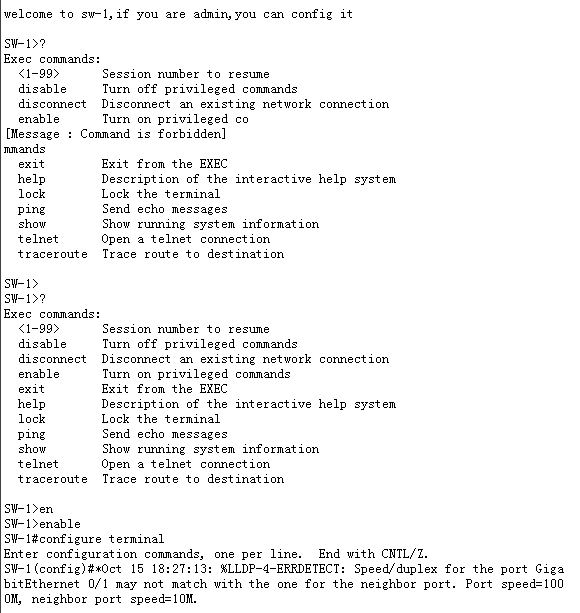 welcome to sw-1,if you are admin,you can config it
SW-1>?
Exec commands:
<1-99>      Session number to resume
disable     Turn off privileged commands
disconnect  Disconnect an existing network connection
enable      Turn on privileged co
[Message : Command is forbidden]
mmands
exit        Exit from the EXEC
help        Description of the interactive help system
lock        Lock the terminal
ping        Send echo messages
show        Show running system information
telnet      Open a telnet connection
traceroute  Trace route to destination
SW-1>
SW-1>?
Exec commands:
<1-99>      Session number to resume
disable     Turn off privileged commands
disconnect  Disconnect an existing network connection
enable      Turn on privileged commands
exit        Exit from the EXEC
help        Description of the interactive help system
lock        Lock the terminal
ping        Send echo messages
show        Show running system information
telnet      Open a telnet connection
traceroute  Trace route to destination
SW-1>en
SW-1>enable
SW-1#configure terminal
Enter configuration commands, one per line.  End with CNTL/Z.
SW-1(config)#*Oct 15 18:27:13: %LLDP-4-ERRDETECT: Speed/duplex for the port Giga
bitEthernet 0/1 may not match with the one for the neighbor port. Port speed=100
0M, neighbor port speed=10M.